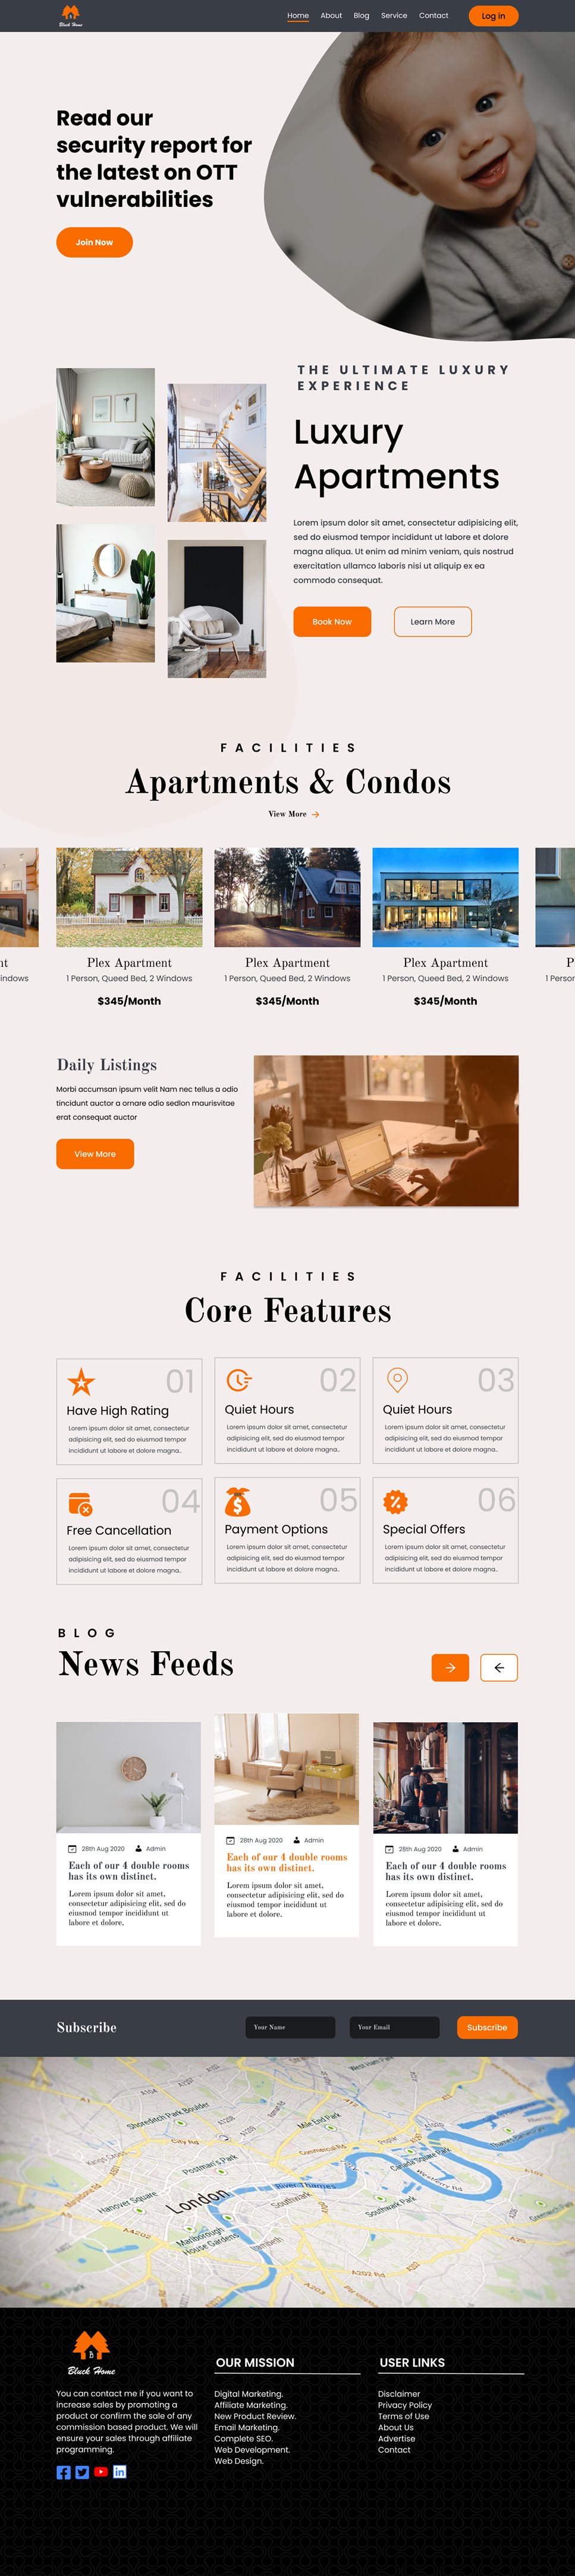 Bluck Home
Home About Blog Service Contact Log in
Read our
security report for
the latest on OTT
vulnerabilities
Join Now
THE ULTIMATE LUXURY
EXPERIENCE
Luxury
Apartments
Lorem ipsum dolor sit amet, consectetur adipisicing elit,
sed do eiusmod tempor incididunt ut labore et dolore
magna aliqua. Ut enim ad minim veniam, quis nostrud
exercitation ullamco laboris nisi ut aliquip ex ea
commodo consequat.
Book Now Learn More
FACILITIES
Apartments & Condos
View More
nt
indows
Plex Apartment
1 Person, Queed Bed, 2 Windows
$345/Month
Plex Apartment
1 Person, Queed Bed, 2 Windows
$345/Month
Plex Apartment
1 Person, Queed Bed, 2 Windows
$345/Month
P
1 Person
Daily Listings
Morbi accumsan ipsum velit Nam nec tellus a odio
tincidunt auctor a ornare odio sedlon maurisvitae
erat consequat auctor
View More
FACILITIES
Core Features
01
Have High Rating
Lorem ipsum dolor sit amet, consectetur
adipisicing elit, sed do eiusmod tempor
incididunt ut labore et dolore magna..
02
Quiet Hours
Lorem ipsum dolor sit amet, consectetur
adipisicing elit, sed do eiusmod tempor
incididunt ut labore et dolore magna..
03
Quiet Hours
Lorem ipsum dolor sit amet, consectetur
adipisicing elit, sed do eiusmod tempor
incididunt ut labore et dolore magna..
04
Free Cancellation
Lorem ipsum dolor sit amet, consectetur
adipisicing elit, sed do eiusmod tempor
incididunt ut labore et dolore magna..
05
Payment Options
Lorem ipsum dolor sit amet, consectetur
adipisicing elit, sed do eiusmod tempor
incididunt ut labore et dolore magna..
06
Special Offers
Lorem ipsum dolor sit amet, consectetur
adipisicing elit, sed do eiusmod tempor
incididunt ut labore et dolore magna..
BLOG
News Feeds
28th Aug 2020 Admin
Each of our 4 double rooms
has its own distinct.
Lorem ipsum dolor sit amet,
consectetur adipisicing elit, sed do
eiusmod tempor incididunt ut
labore et dolore.
28th Aug 2020 Admin
Each of our 4 double rooms
has its own distinct.
Lorem ipsum dolor sit amet,
consectetur adipisicing elit, sed do
eiusmod tempor incididunt ut
labore et dolore.
28th Aug 2020 Admin
Each of our 4 double rooms
has its own distinct.
Lorem ipsum dolor sit amet,
consectetur adipisicing elit, sed do
eiusmod tempor incididunt ut
labore et dolore.
Subscribe Your Name Your Email Subscribe
West Ham Park
A104
Shoreditch Park Boulder
A1208
Mile End Park
City Rd
Commercial Rd
Kings Cross
Postman's Park
Canada Square Park
Westferry Rd
Hanover Square
London
River Thames
Southwark
Southwark Park
A4202
Marlborough
House Gardens
Lambeth
A202 Rd
A203
B
Bluck Home
You can contact me if you want to
increase sales by promoting a
product or confirm the sale of any
commission based product. We will
ensure your sales through affiliate
programming.
in
OUR MISSION
Digital Marketing.
Affiliate Marketing.
New Product Review.
Email Marketing.
Complete SEO.
Web Development.
Web Design.
USER LINKS
Disclaimer
Privacy Policy
Terms of Use
About Us
Advertise
Contact